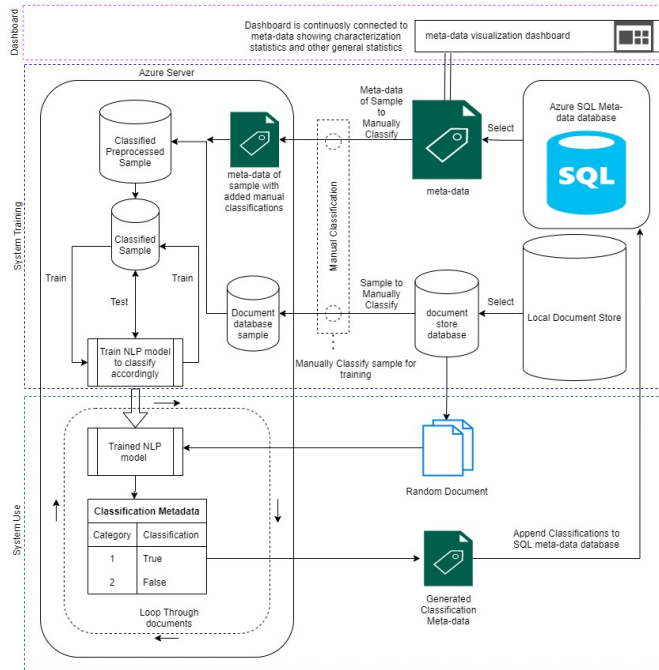 Dashboard
Dashboard is continuosly connected to
meta-data showing characterization
statistics and other general statistics
meta-data visualization dashboard
System Training
Azure Server
Classified
Preprocessed
Sample
meta-data of
sample with
added manual
classifications
Meta-data
of Sample
to
Manually
Classify
meta-data
Select
Azure SQL Meta-
data database
SQL
Manual Classification
Classified
Sample
Train
Test
Train
Train NLP model
to classify
accordingly
Document
database
sample
Sample to
Manually
Classify
document
store
database
Select
Local Document Store
Manually Classify sample for
training
System Use
Trained NLP
model
Random Document
Classification Metadata
Category Classification
1 True
2 False
Loop Through
documents
Generated
Classification
Meta-data
Append Classifications to
SQL meta-data database